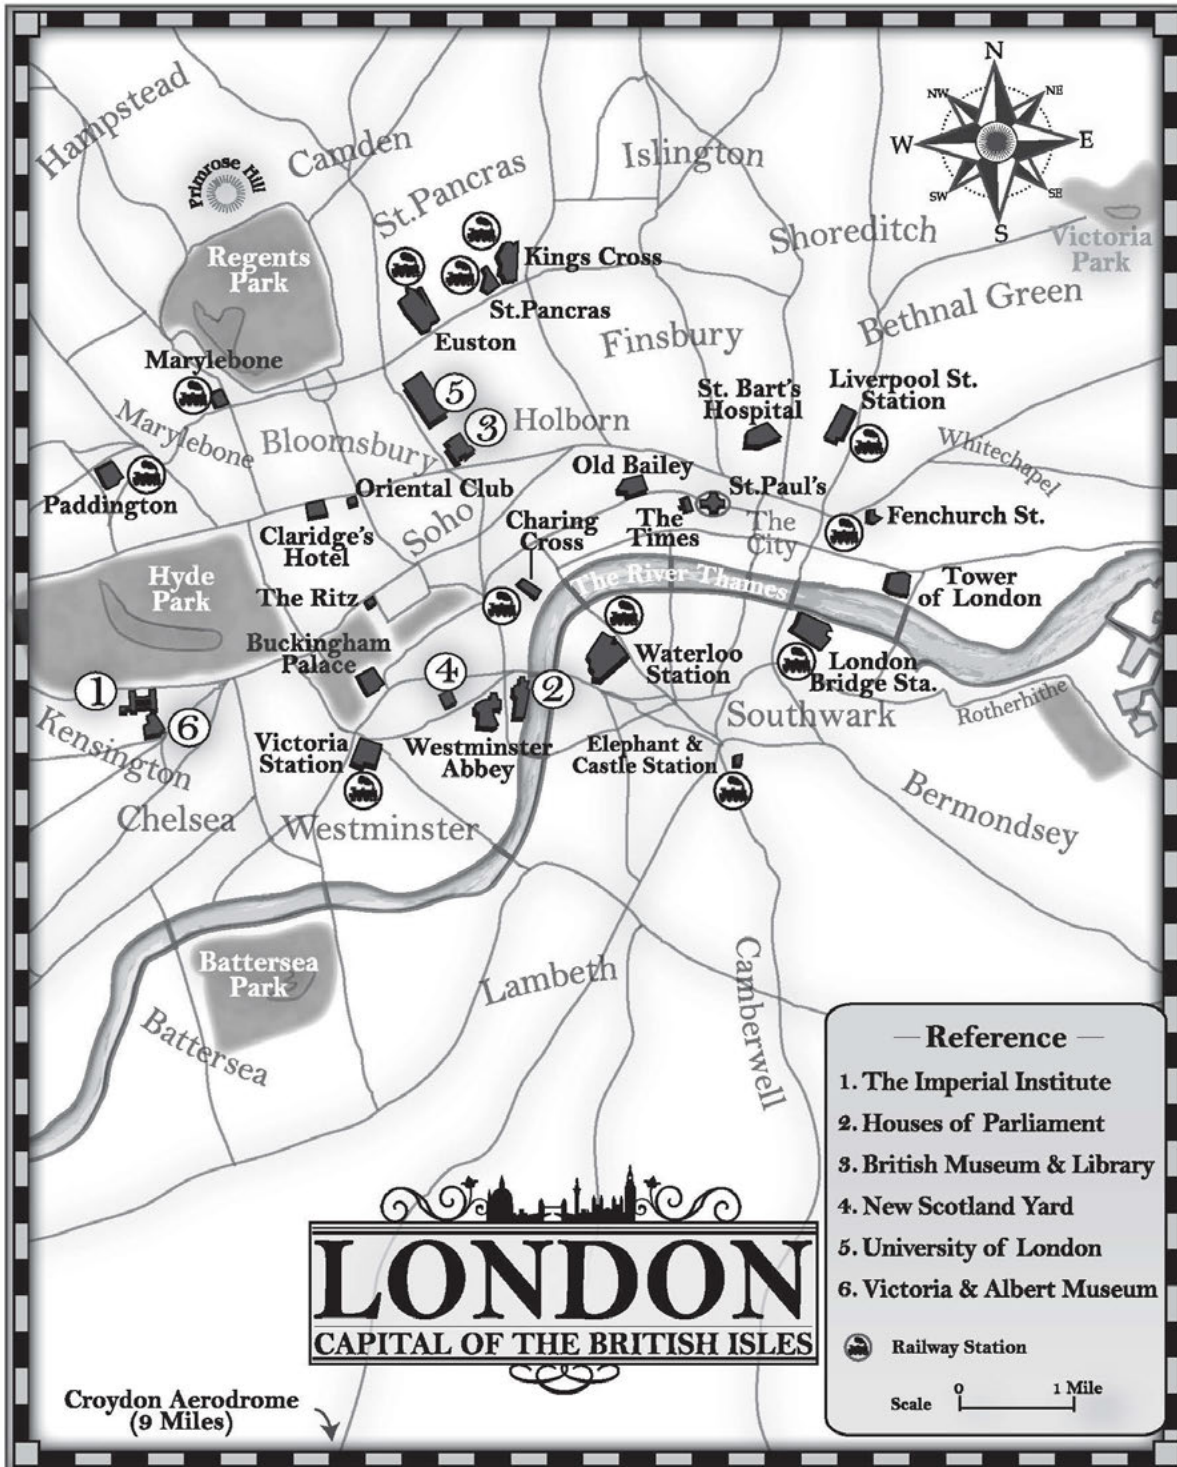 N
NW
NE
W
E
SW
SE
S
Hampstead
Primrose Hill
Camden
St.Pancras
Islington
Shoreditch
Victoria
Park
Regents
Park
Kings Cross
St.Pancras
Euston
Finsbury
Bethnal Green
Marylebone
Marylebone
Bloomsbury
5
3
Holborn
St. Bart's
Hospital
Liverpool St.
Station
Whitechapel
Paddington
Oriental Club
Claridge's
Hotel
Soho
Old Bailey
St.Paul's
The
Times
The
City
Fenchurch St.
Charing
Cross
Hyde
Park
The Ritz
The River Thames
Tower
of London
Buckingham
Palace
4
2
Waterloo
Station
London
Bridge Sta.
1
6
Kensington
Victoria
Station
Westminster
Abbey
Elephant &
Castle Station
Southwark
Rotherhithe
Bermondsey
Chelsea
Westminster
Battersea
Park
Battersea
Lambeth
Camberwell
Reference
1. The Imperial Institute
2. Houses of Parliament
3. British Museum & Library
4. New Scotland Yard
5. University of London
6. Victoria & Albert Museum
Railway Station
Scale
0
1 Mile
LONDON
CAPITAL OF THE BRITISH ISLES
Croydon Aerodrome
(9 Miles)